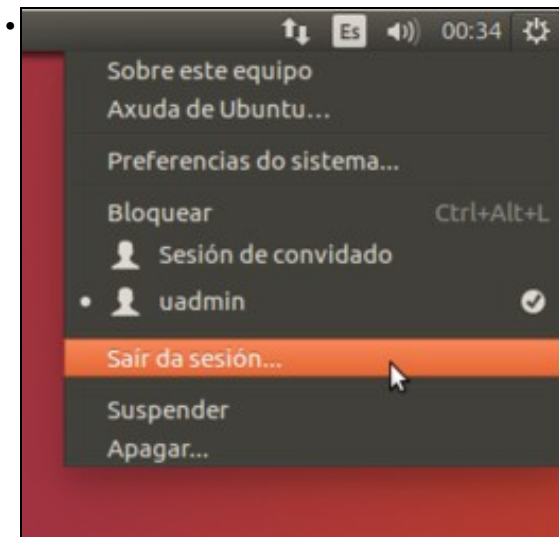 Es 00:34
Sobre este equipo
Axuda de Ubuntu...
Preferencias do sistema...
Bloquear Ctrl+Alt+L
Sesión de convidado
uadmin
Saír da sesión...
Suspender
Apagar...